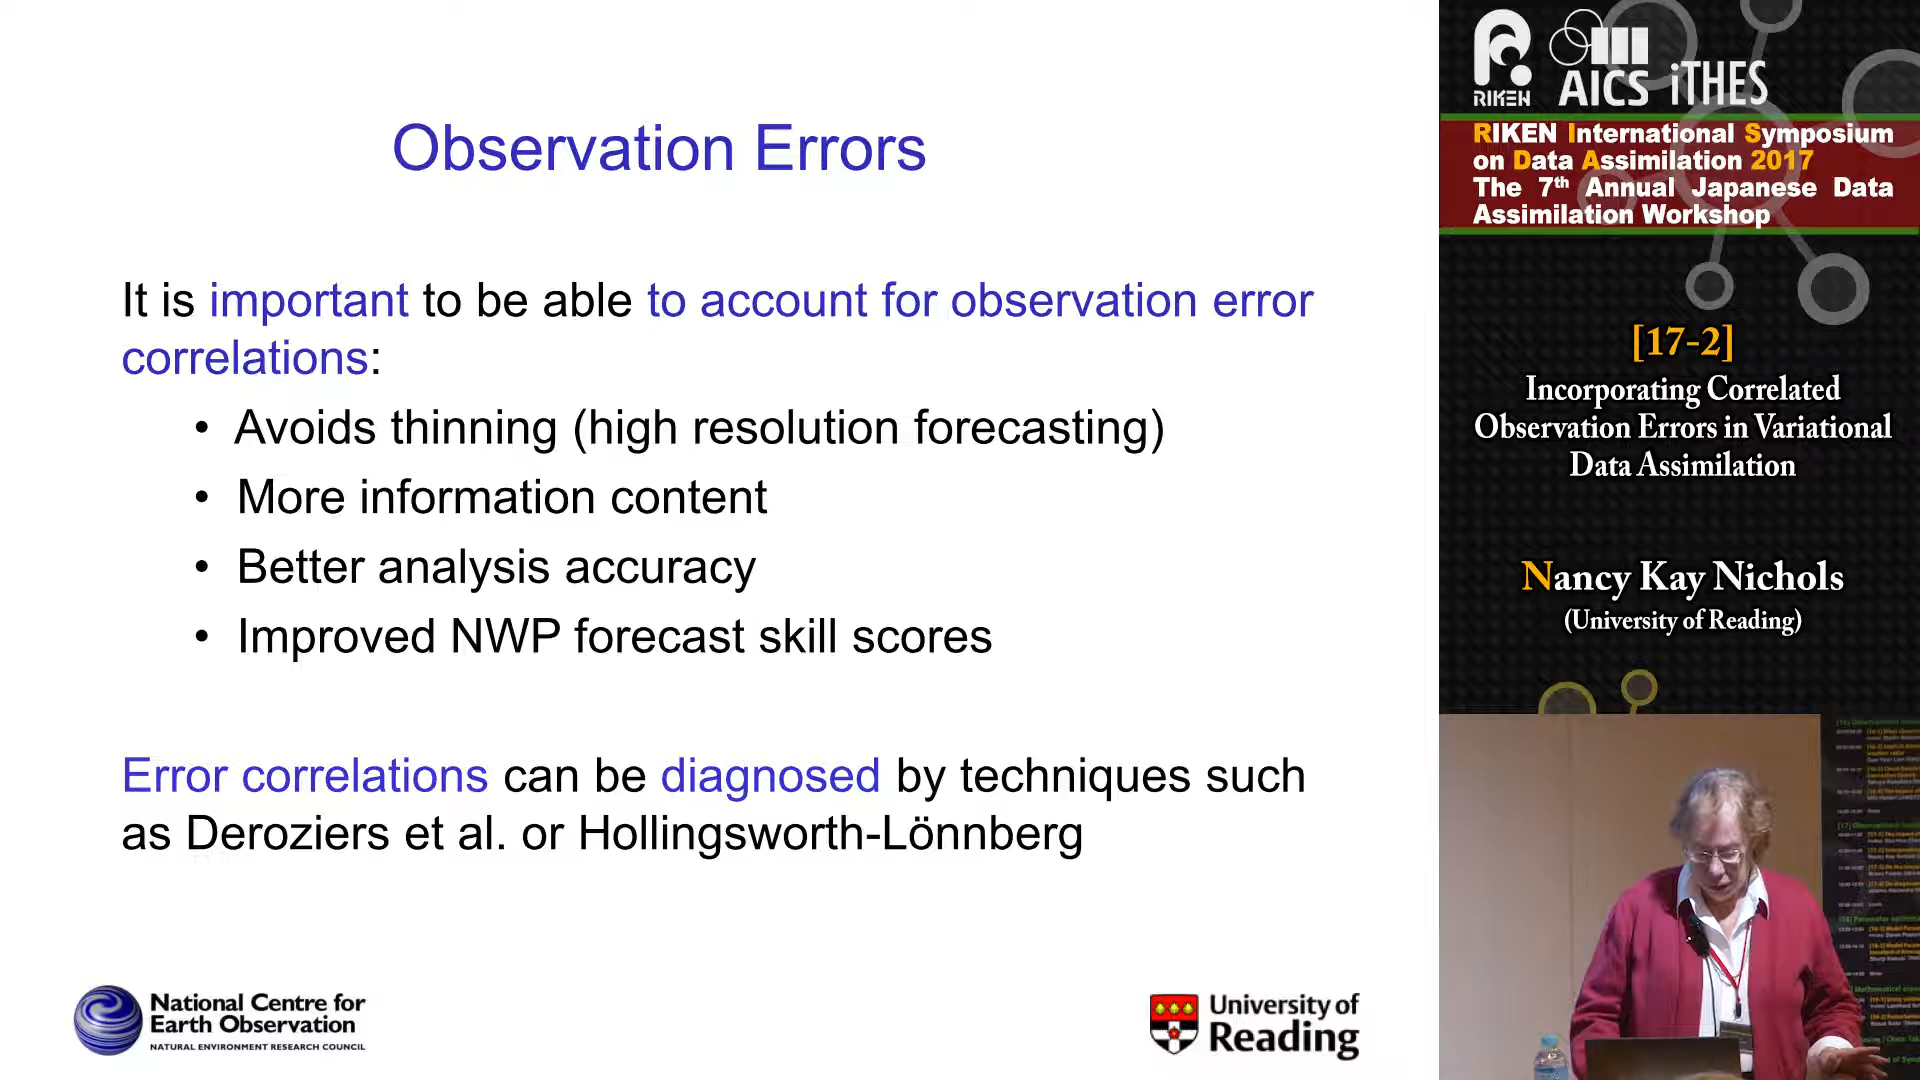 Observation Errors
It is important to be able to account for observation error
correlations:
• Avoids thinning (high resolution forecasting)
• More information content
• Better analysis accuracy
• Improved NWP forecast skill scores
Error correlations can be diagnosed by techniques such
as Deroziers et al. or Hollingsworth-Lönnberg
National Centre for
Earth Observation
NATURAL ENVIRONMENT RESEARCH COUNCIL
University of
Reading
RIKEN AICS iTHES
RIKEN International Symposium
on Data Assimilation 2017
The 7th Annual Japanese Data
Assimilation Workshop
[17-2]
Incorporating Correlated
Observation Errors in Variational
Data Assimilation
Nancy Kay Nichols
(University of Reading)